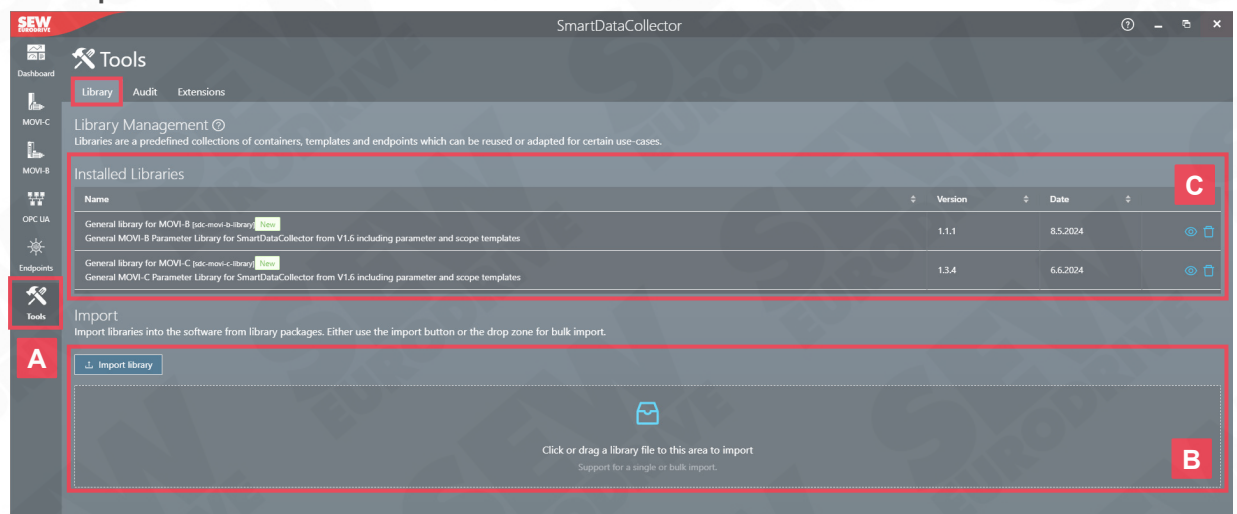 SEW
EURODRIVE
SmartDataCollector
Dashboard
Tools
Library Audit Extensions
MOVI-C
Library Management
Libraries are a predefined collections of containers, templates and endpoints which can be reused or adapted for certain use-cases.
MOVI-B
Installed Libraries
C
Name Version Date
OPC UA
General library for MOVI-B [sdc-movi-b-library] New
General MOVI-B Parameter Library for SmartDataCollector from V1.6 including parameter and scope templates
1.1.1 8.5.2024
Endpoints
General library for MOVI-C [sdc-movi-c-library] New
General MOVI-C Parameter Library for SmartDataCollector from V1.6 including parameter and scope templates
1.3.4 6.6.2024
Tools
Import
Import libraries into the software from library packages. Either use the import button or the drop zone for bulk import.
A
Import library
Click or drag a library file to this area to import
Support for a single or bulk import.
B